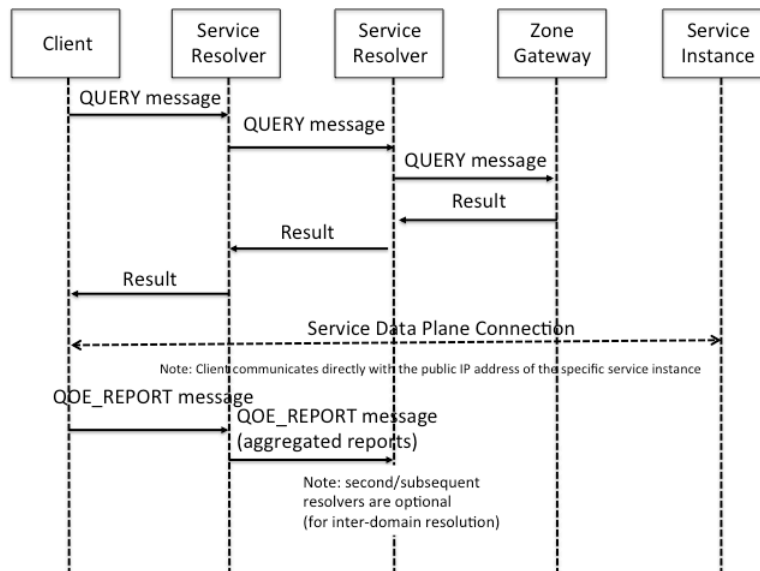 Client
Service
Resolver
Service
Resolver
Zone
Gateway
Service
Instance
QUERY message
QUERY message
QUERY message
Result
Result
Result
Service Data Plane Connection
Note: Client communicates directly with the public IP address of the specific service instance
QOE_REPORT message
QOE_REPORT message
(aggregated reports)
Note: second/subsequent
resolvers are optional
(for inter-domain resolution)